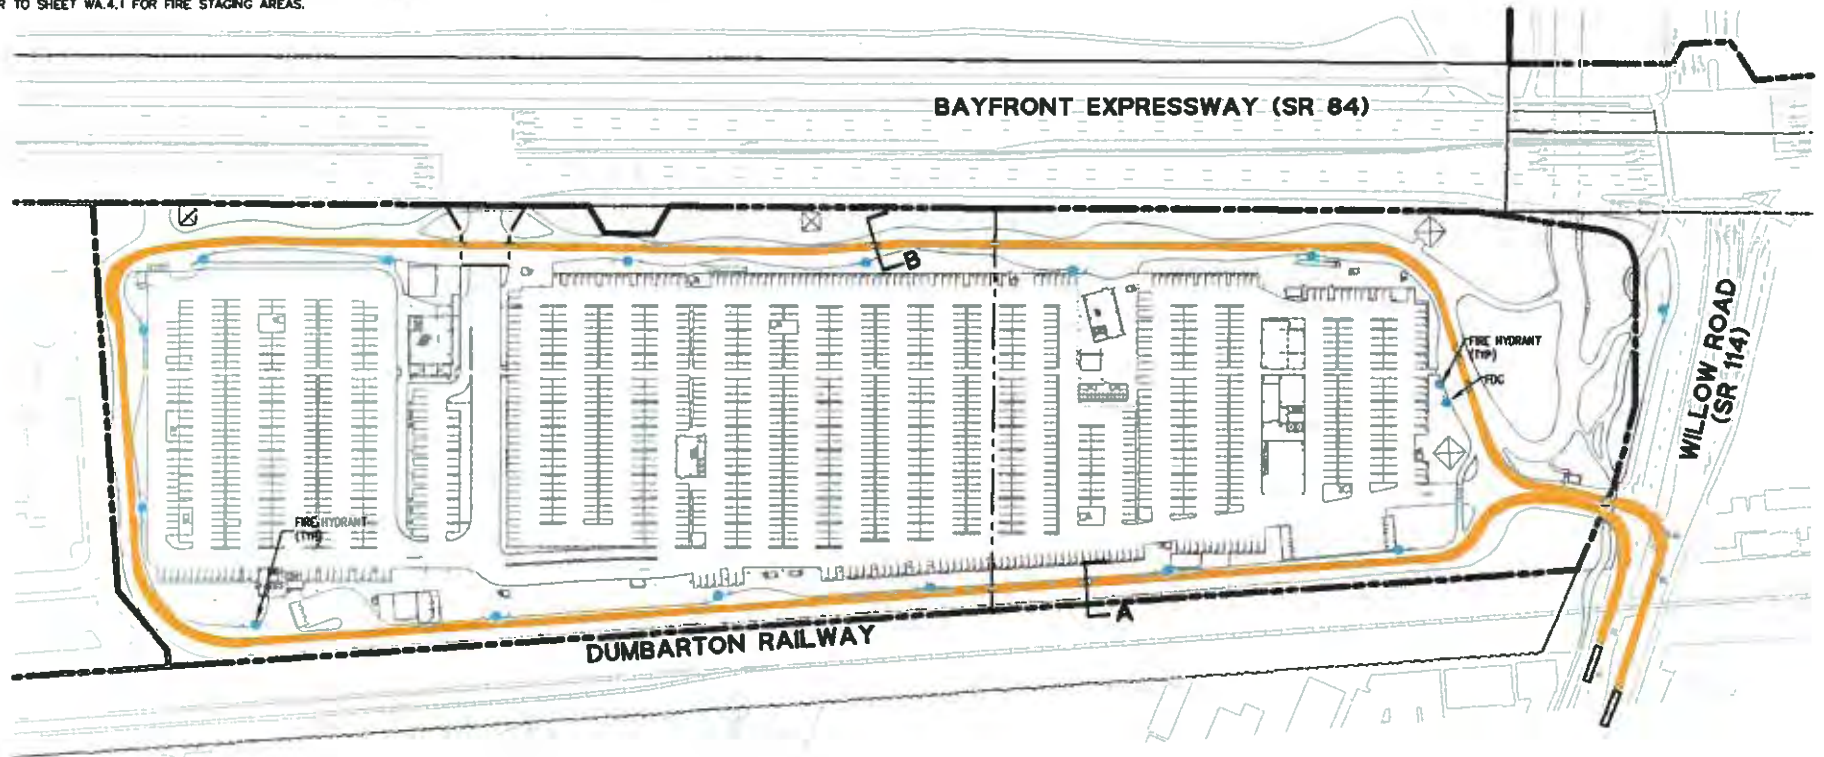 R TO SHEET WA.4.1 FOR FIRE STAGING AREAS.
BAYFRONT EXPRESSWAY (SR 84)
B
FIRE HYDRANT
(TYP)
FDC
WILLOW ROAD
(SR 114)
FIRE HYDRANT
(TYP)
A
DUMBARTON RAILWAY